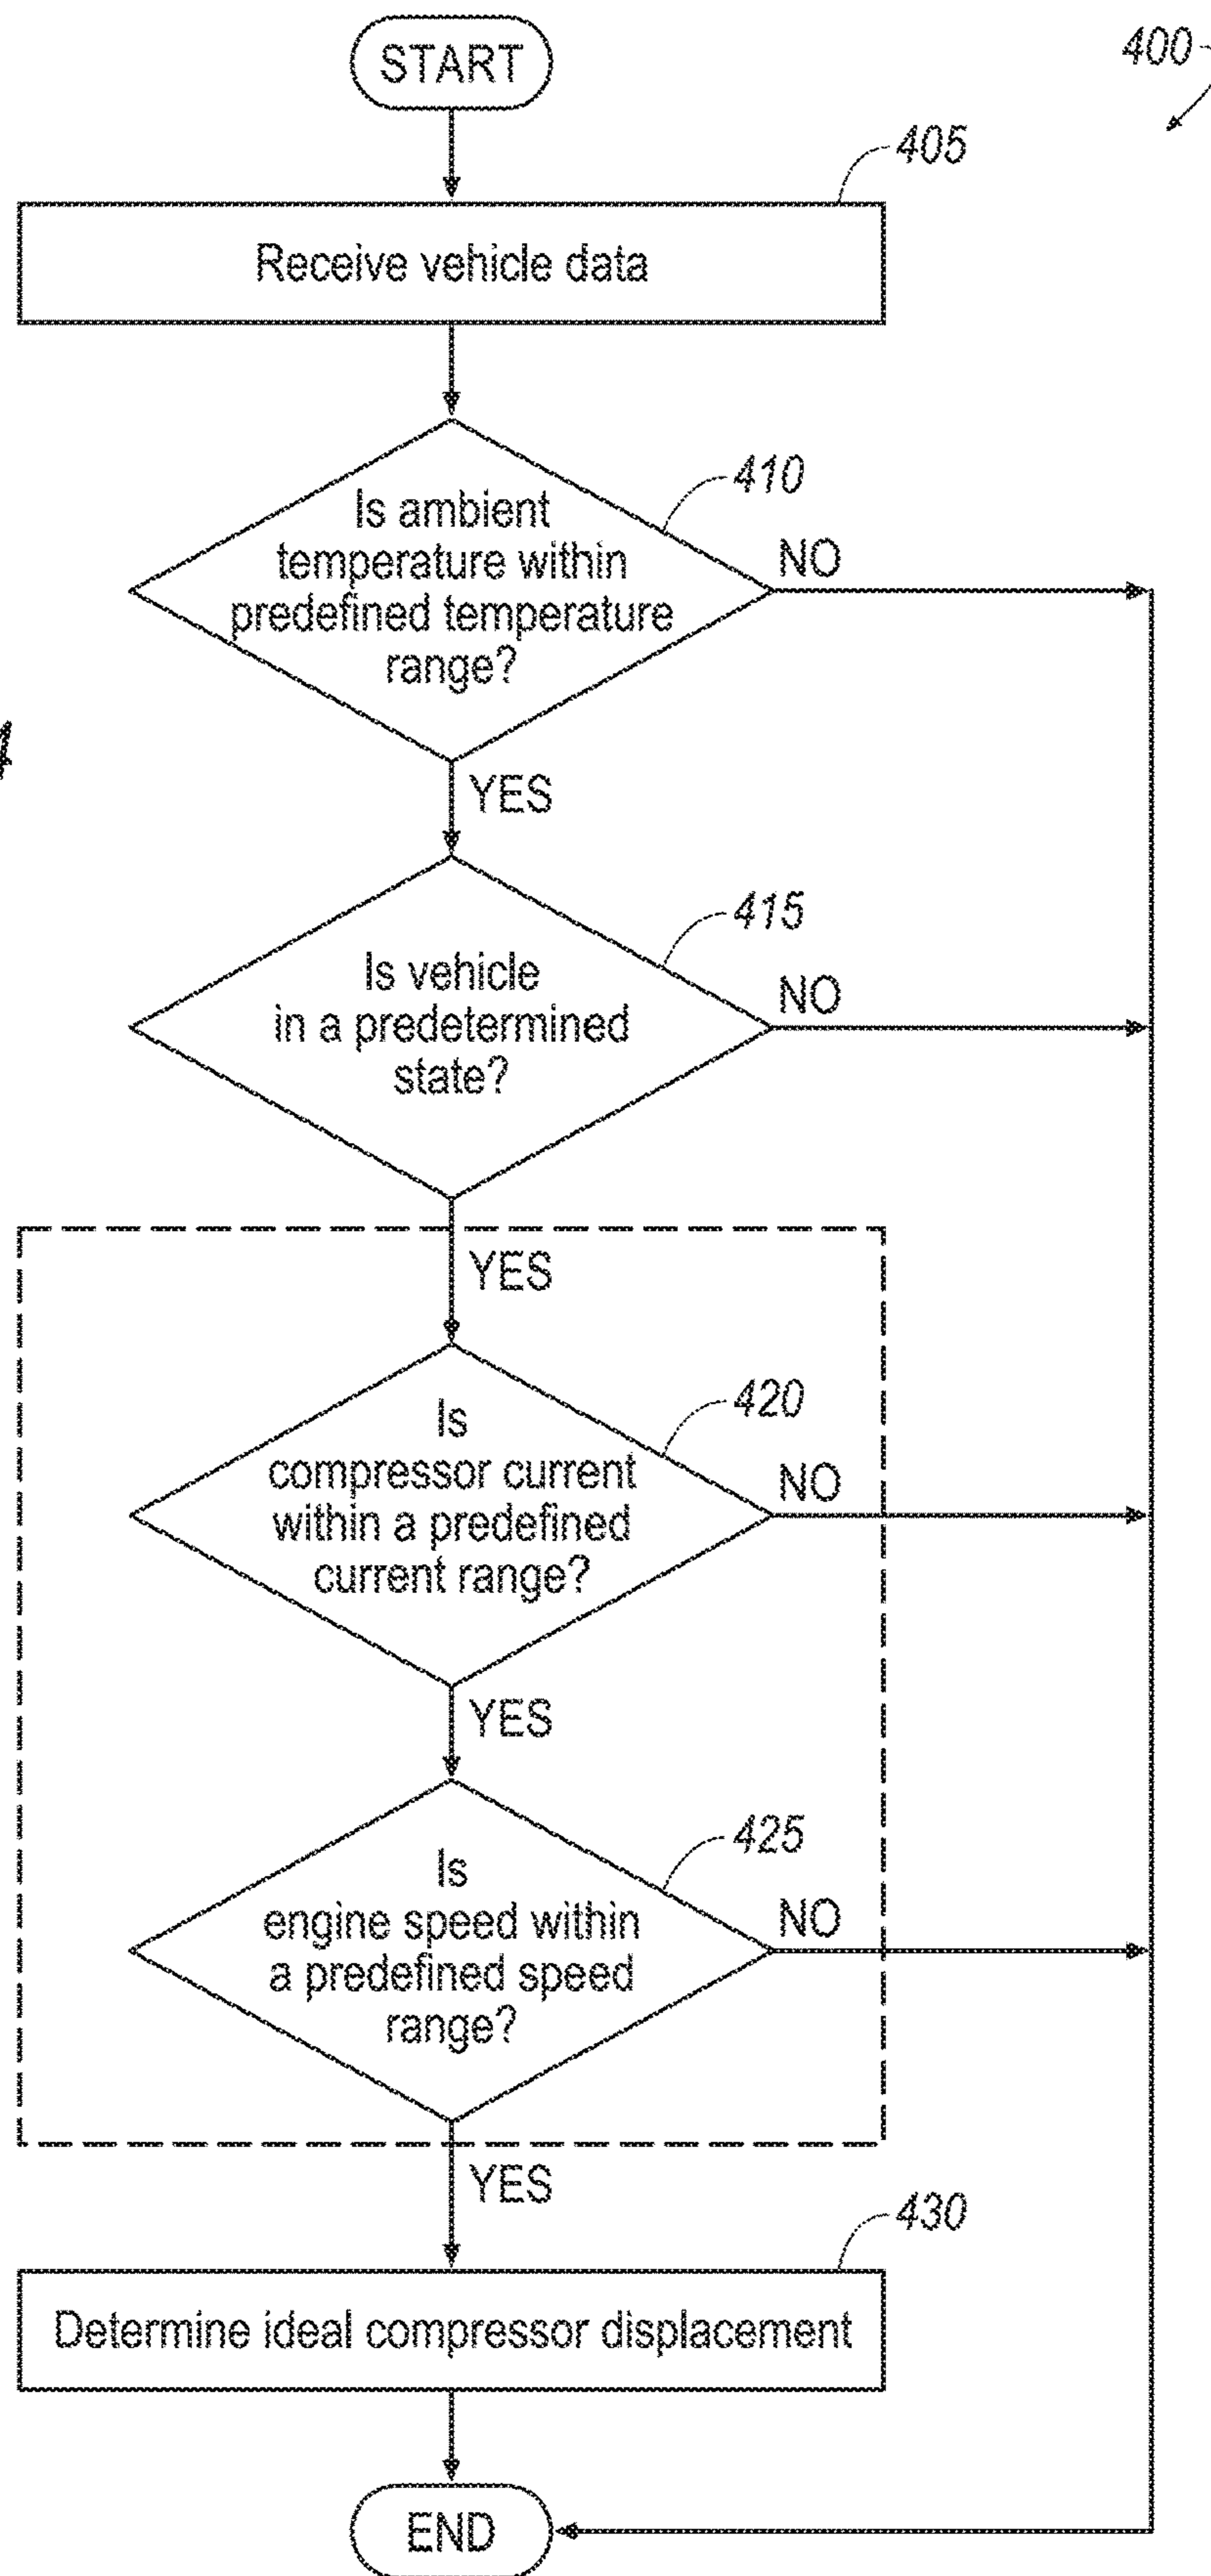 START
400
405
Receive vehicle data
410
Is ambient
temperature within
predefined temperature
range?
NO
4
YES
415
Is vehicle
in a predetermined
state?
NO
YES
420
Is
compressor current
within a predefined
current range?
NO
YES
425
Is
engine speed within
a predefined speed
range?
NO
YES
430
Determine ideal compressor displacement
END